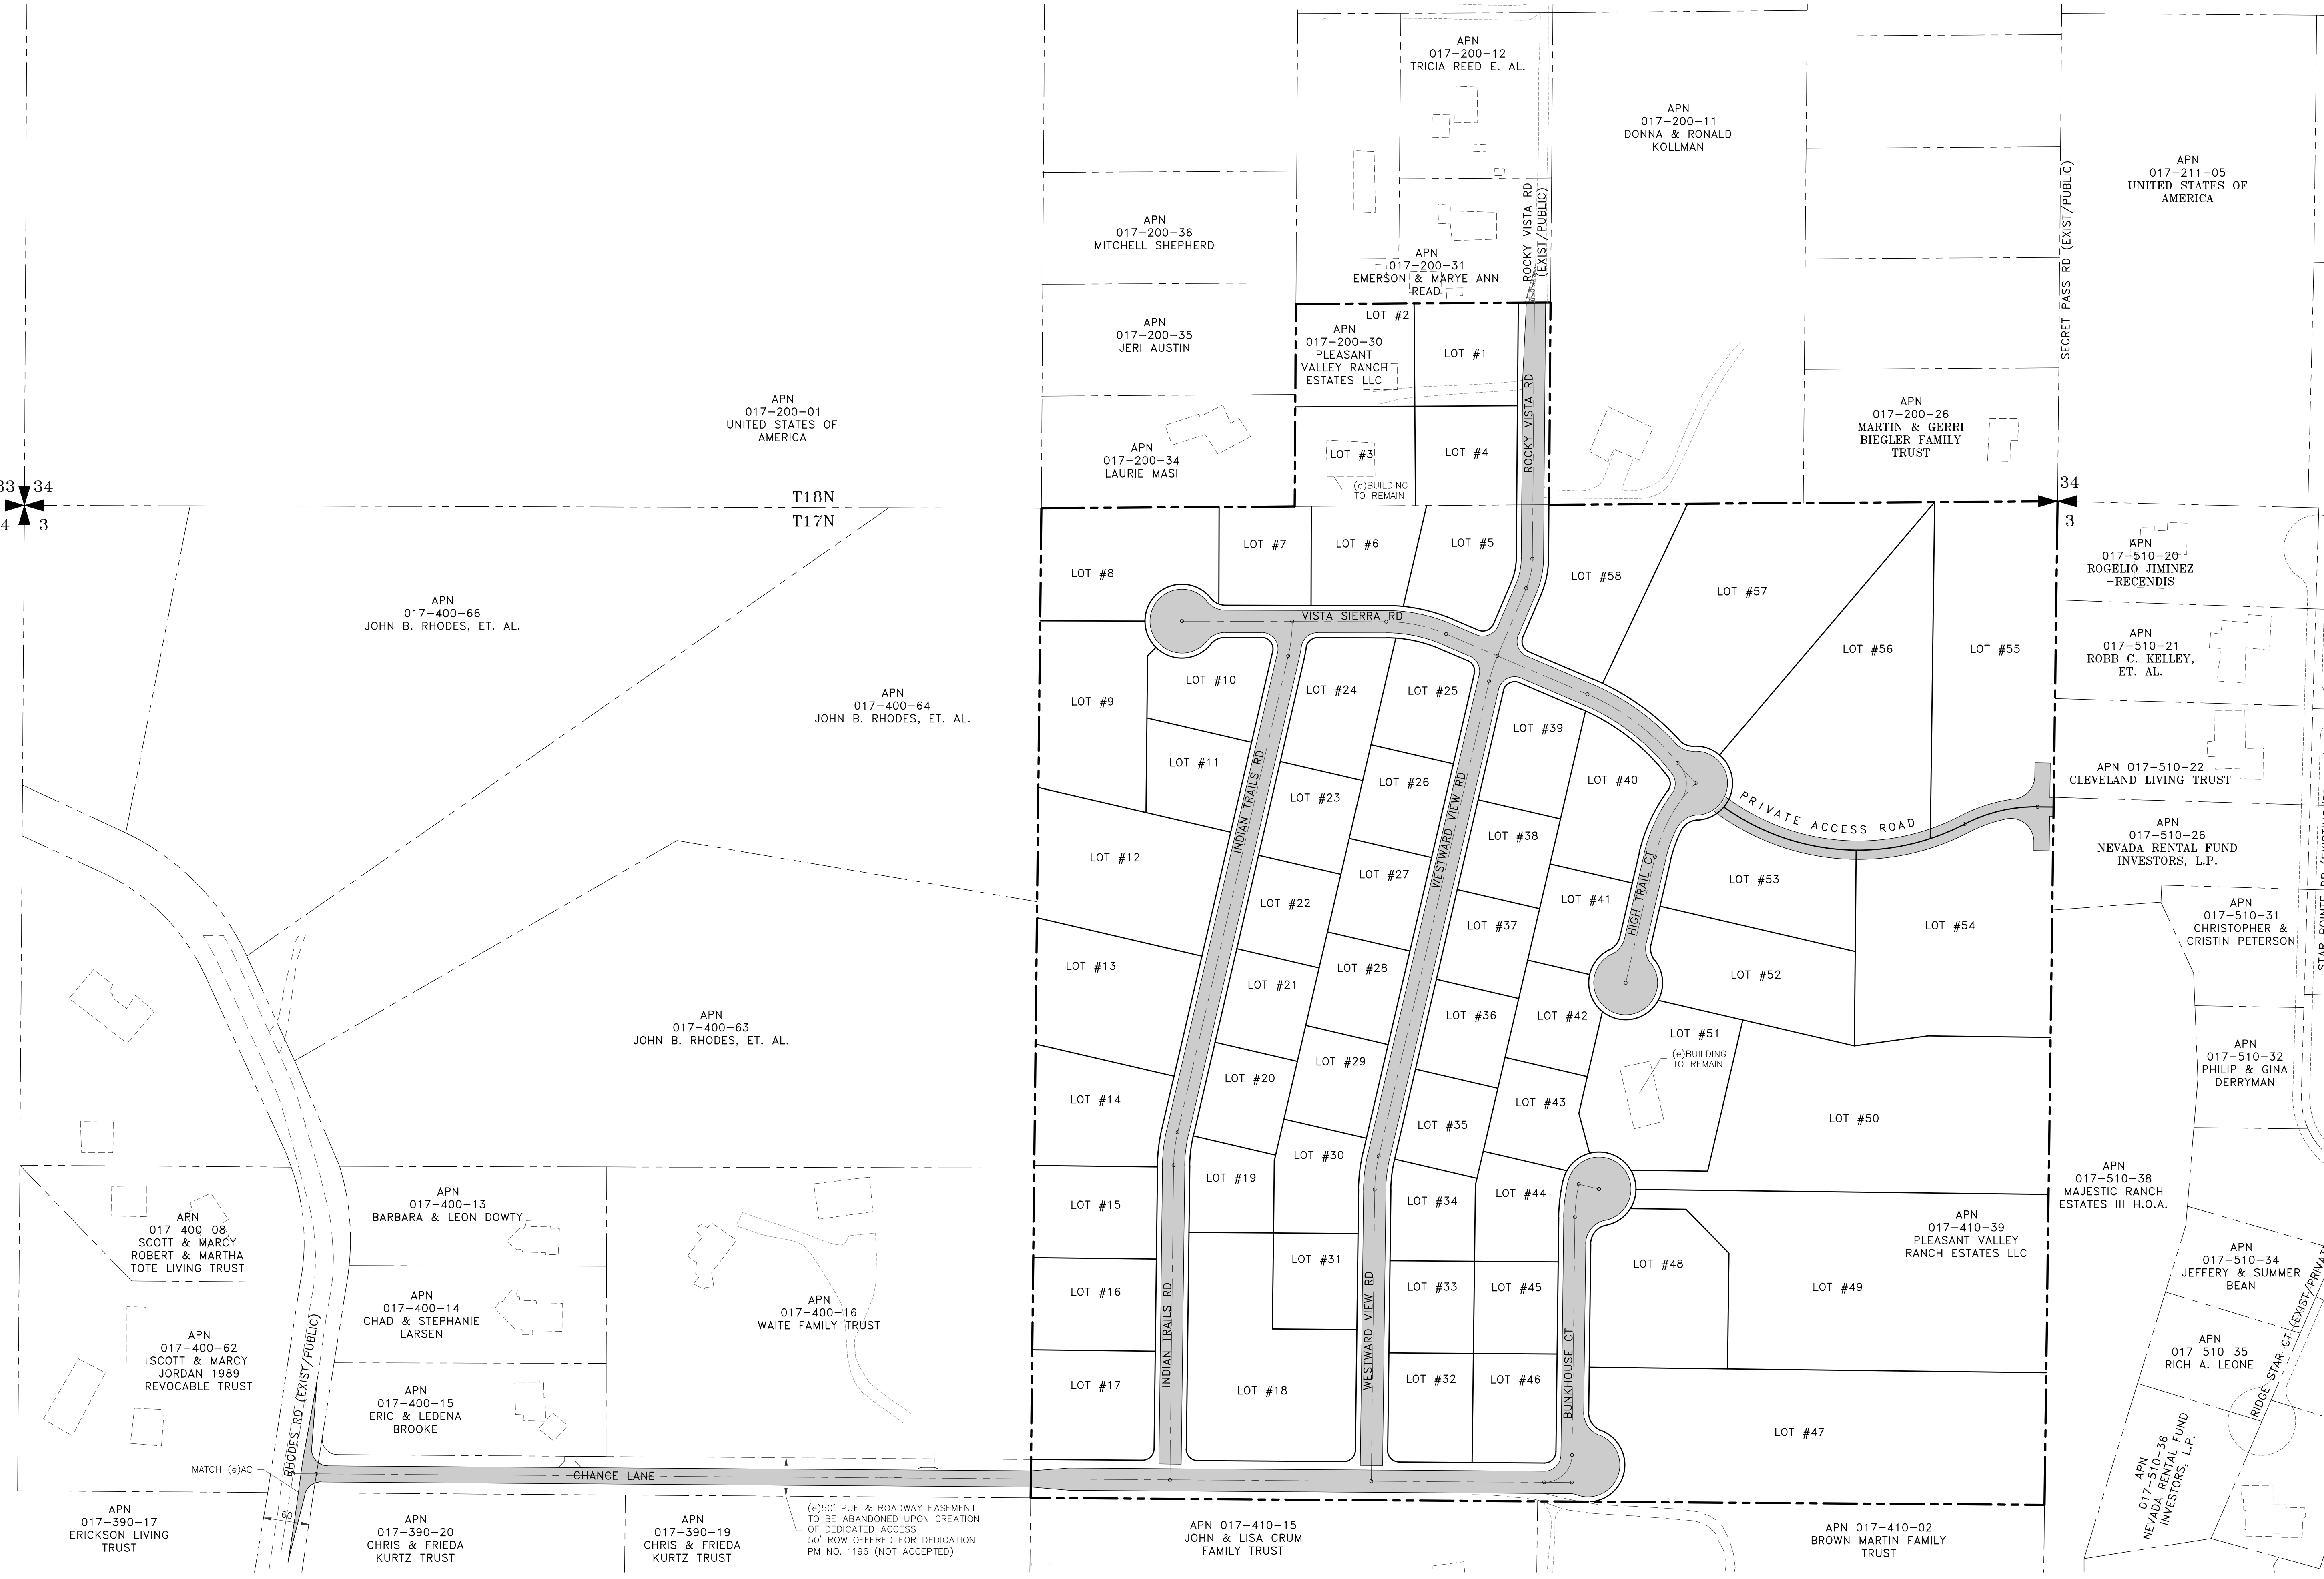 APN
017-200-12
TRICIA REED E. AL.
APN
017-200-11
DONNA & RONALD
KOLLMAN
APN
017-211-05
UNITED STATES OF
AMERICA
SECRET PASS RD (EXIST/PUBLIC)
ROCKY VISTA RD
(EXIST/PUBLIC)
APN
017-200-36
MITCHELL SHEPHERD
APN
017-200-31
EMERSON & MARYE ANN
READ
APN
017-200-35
JERI AUSTIN
LOT #2
APN
017-200-30
PLEASANT
VALLEY RANCH
ESTATES LLC
LOT #1
ROCKY VISTA RD
APN
017-200-01
UNITED STATES OF
AMERICA
APN
017-200-34
LAURIE MASI
LOT #3
(e)BUILDING
TO REMAIN
LOT #4
APN
017-200-26
MARTIN & GERRI
BIEGLER FAMILY
TRUST
33 34
4 3
T18N
T17N
34
3
LOT #8
LOT #7
LOT #6
LOT #5
LOT #58
LOT #57
LOT #56
LOT #55
VISTA SIERRA RD
APN
017-510-20
ROGELIO JIMINEZ
-RECENDIS
APN
017-400-66
JOHN B. RHODES, ET. AL.
APN
017-510-21
ROBB C. KELLEY,
ET. AL.
APN
017-400-64
JOHN B. RHODES, ET. AL.
LOT #9
LOT #10
LOT #24
LOT #25
LOT #39
LOT #40
LOT #11
INDIAN TRAILS RD
LOT #23
LOT #26
WESTWARD VIEW RD
LOT #38
PRIVATE ACCESS ROAD
APN 017-510-22
CLEVELAND LIVING TRUST
APN
017-510-26
NEVADA RENTAL FUND
INVESTORS, L.P.
LOT #12
LOT #22
LOT #27
LOT #37
LOT #41
HIGH TRAIL CT
LOT #53
LOT #54
APN
017-510-31
CHRISTOPHER &
CRISTIN PETERSON
LOT #13
LOT #21
LOT #28
LOT #36
LOT #42
LOT #52
LOT #51
(e)BUILDING
TO REMAIN
APN
017-400-63
JOHN B. RHODES, ET. AL.
LOT #14
LOT #20
LOT #29
LOT #35
LOT #43
LOT #50
APN
017-510-32
PHILIP & GINA
DERRYMAN
APN
017-510-38
MAJESTIC RANCH
ESTATES III H.O.A.
APN
017-400-08
SCOTT & MARCY
ROBERT & MARTHA
TOTE LIVING TRUST
APN
017-400-13
BARBARA & LEON DOWTY
LOT #15
LOT #19
LOT #30
LOT #34
LOT #44
APN
017-410-39
PLEASANT VALLEY
RANCH ESTATES LLC
APN
017-510-34
JEFFERY & SUMMER
BEAN
APN
017-400-14
CHAD & STEPHANIE
LARSEN
APN
017-400-16
WAITE FAMILY TRUST
LOT #16
INDIAN TRAILS RD
LOT #31
WESTWARD VIEW RD
LOT #33
LOT #45
LOT #48
LOT #49
APN
017-510-35
RICH A. LEONE
RIDGE STAR CT (EXIST/PRIVATE
APN
017-400-62
SCOTT & MARCY
JORDAN 1989
REVOCABLE TRUST
RHODES RD (EXIST/PUBLIC)
APN
017-400-15
ERIC & LEDENA
BROOKE
LOT #17
LOT #18
LOT #32
LOT #46
BUNKHOUSE CT
LOT #47
APN
017-510-36
NEVADA RENTAL FUND
INVESTORS, L.P.
MATCH (e)AC
CHANCE LANE
APN
017-390-17
ERICKSON LIVING
TRUST
60
APN
017-390-20
CHRIS & FRIEDA
KURTZ TRUST
APN
017-390-19
CHRIS & FRIEDA
KURTZ TRUST
(e)50' PUE & ROADWAY EASEMENT
TO BE ABANDONED UPON CREATION
OF DEDICATED ACCESS
50' ROW OFFERED FOR DEDICATION
PM NO. 1196 (NOT ACCEPTED)
APN 017-410-15
JOHN & LISA CRUM
FAMILY TRUST
APN 017-410-02
BROWN MARTIN FAMILY
TRUST